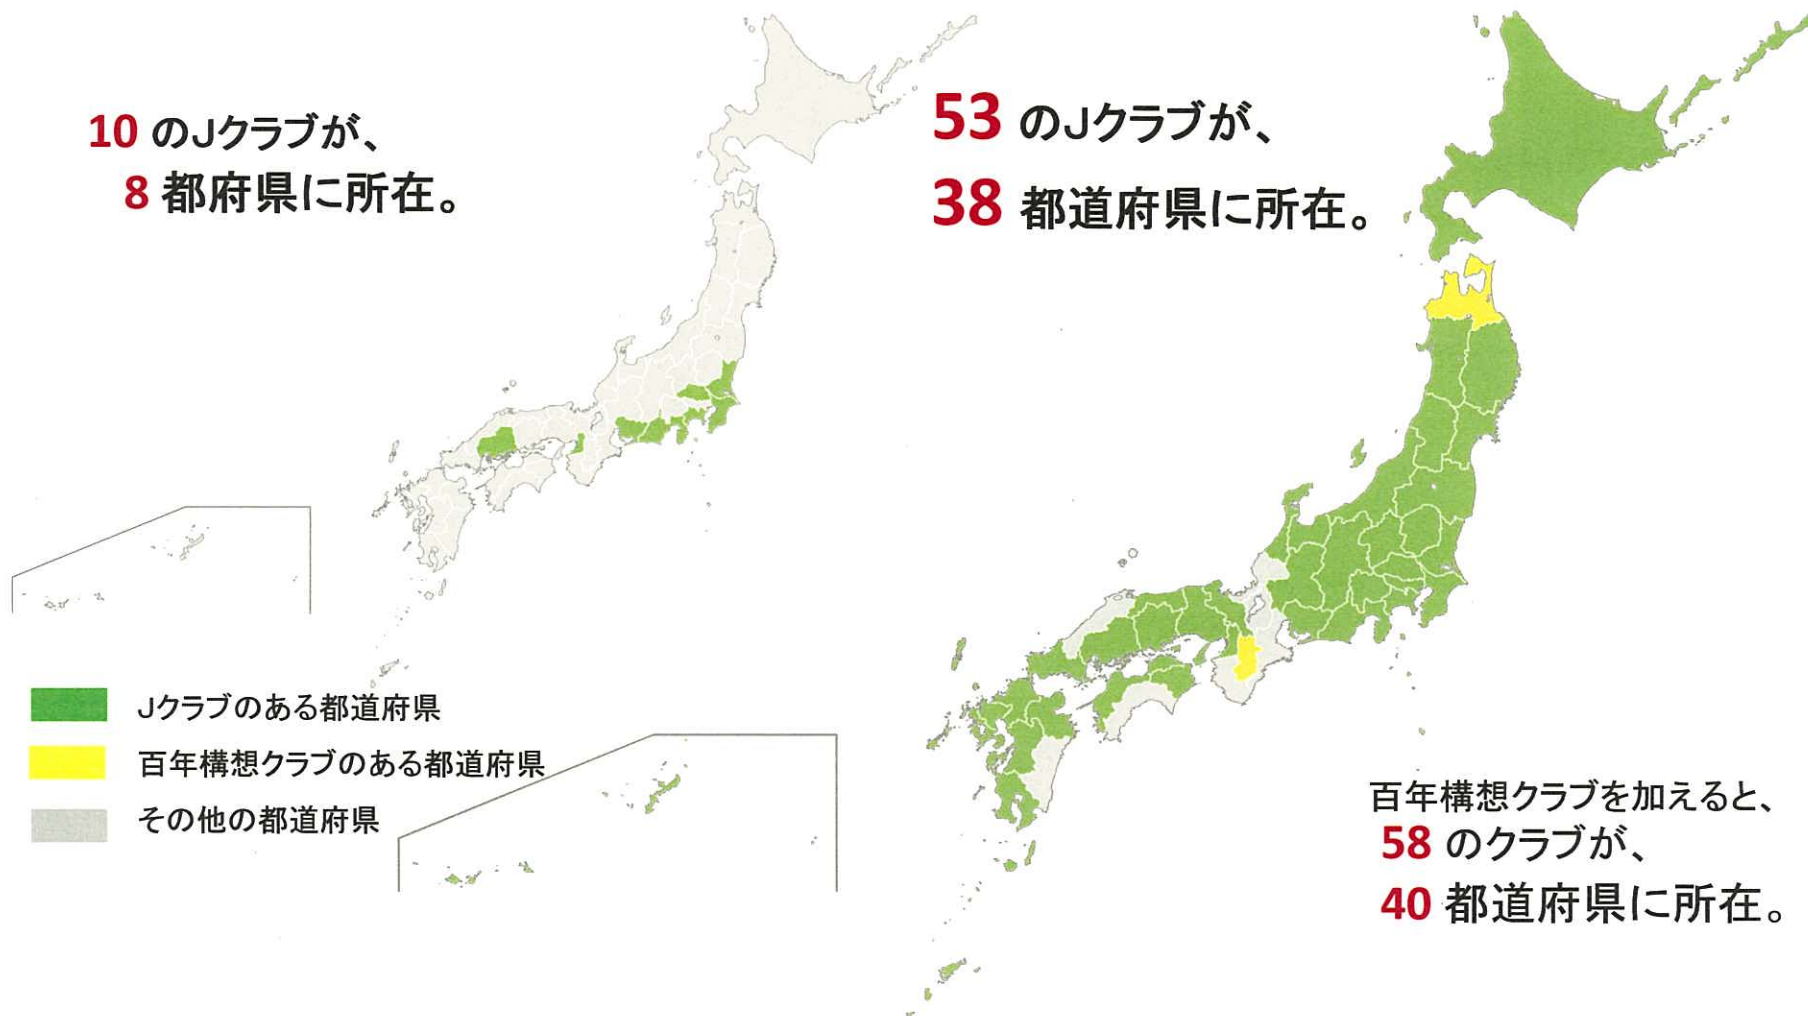 10 のJクラブが、
8 都府県に所在。
53 のJクラブが、
38 都道府県に所在。
Jクラブのある都道府県
百年構想クラブのある都道府県
その他の都道府県
百年構想クラブを加えると、
58 のクラブが、
40 都道府県に所在。